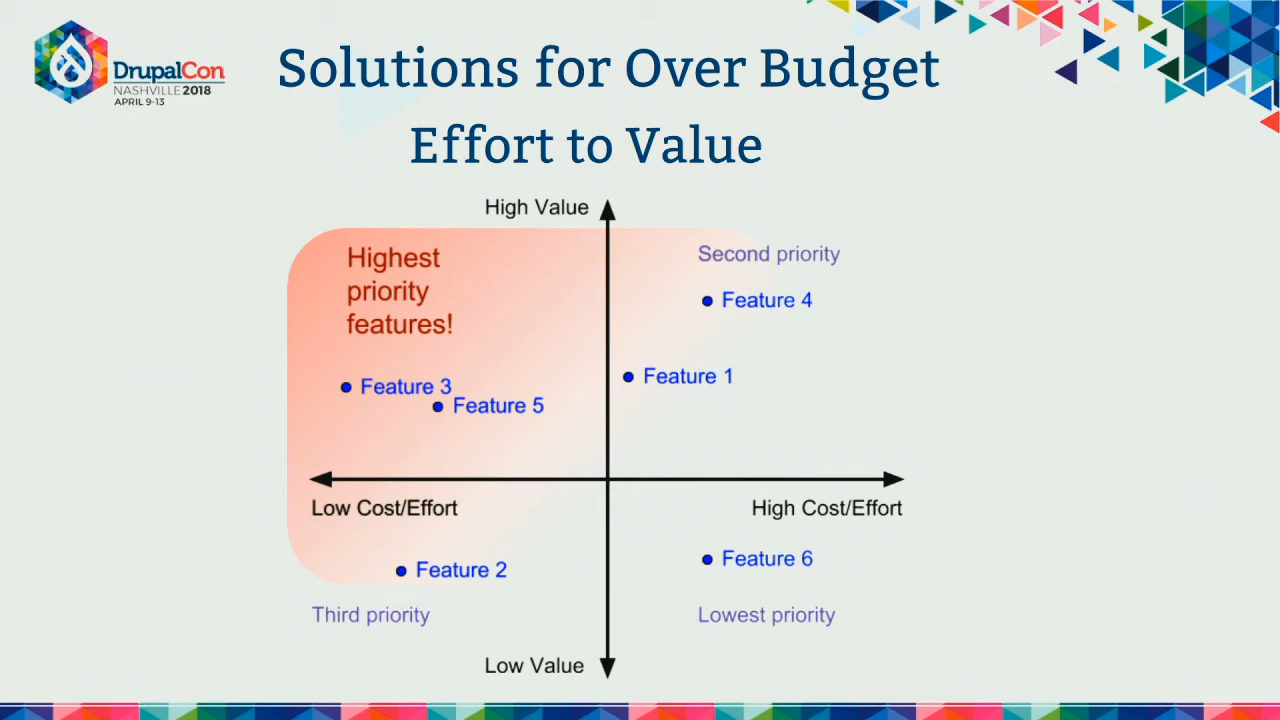 DrupalCon
NASHVILLE 2018
APRIL 9-13
Solutions for Over Budget
Effort to Value
High Value
Highest
priority
features!
Second priority
Feature 4
Feature 1
Feature 3
Feature 5
Low Cost/Effort
High Cost/Effort
Feature 2
Feature 6
Third priority
Lowest priority
Low Value